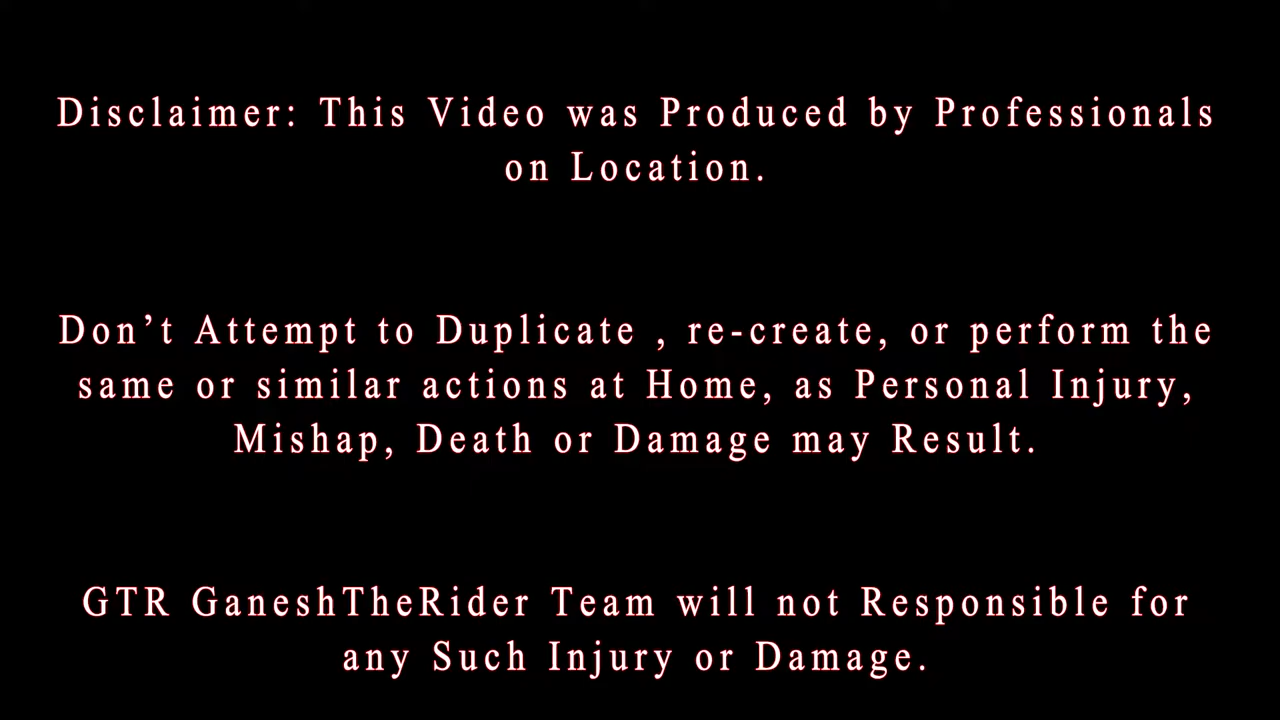 Disclaimer: This Video was Produced by Professionals
on Location.
Don’t Attempt to Duplicate , re-create, or perform the
same or similar actions at Home, as Personal Injury,
Mishap, Death or Damage may Result.
GTR GaneshTheRider Team will not Responsible for
any Such Injury or Damage.